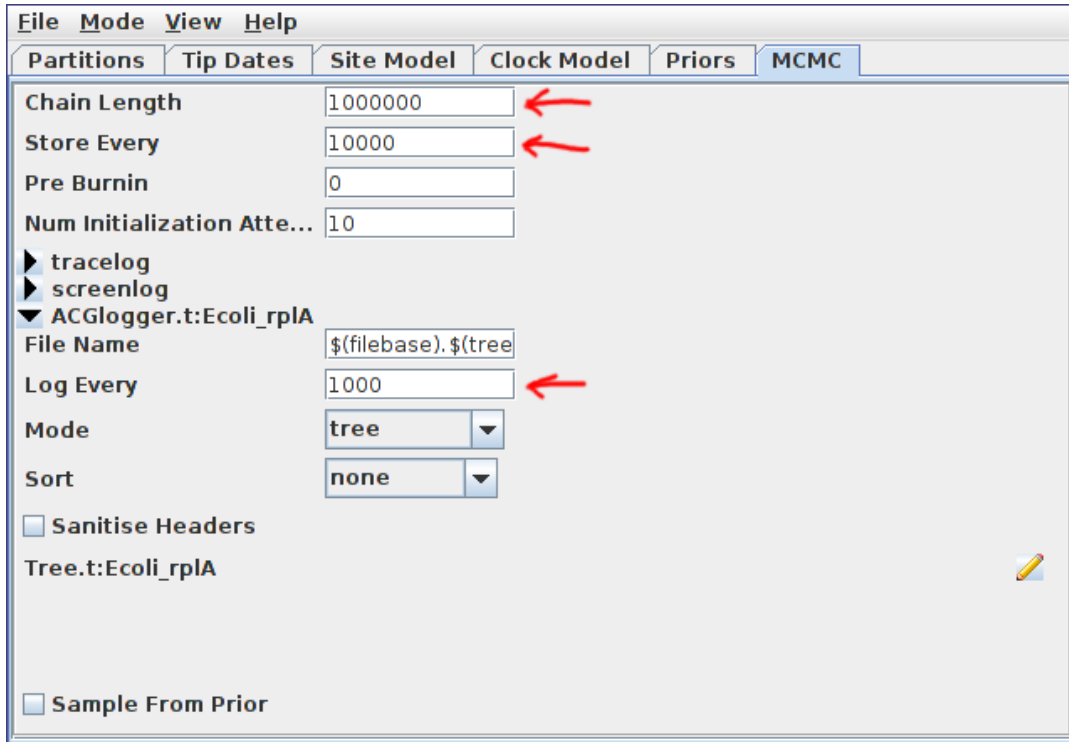 File Mode View Help
Partitions Tip Dates Site Model Clock Model Priors MCMC
Chain Length 1000000
Store Every 10000
Pre Burnin 0
Num Initialization Atte... 10
tracelog
screenlog
ACGlogger.t:Ecoli_rplA
File Name $(filebase).$(tree
Log Every 1000
Mode tree
Sort none
Sanitise Headers
Tree.t:Ecoli_rplA
Sample From Prior